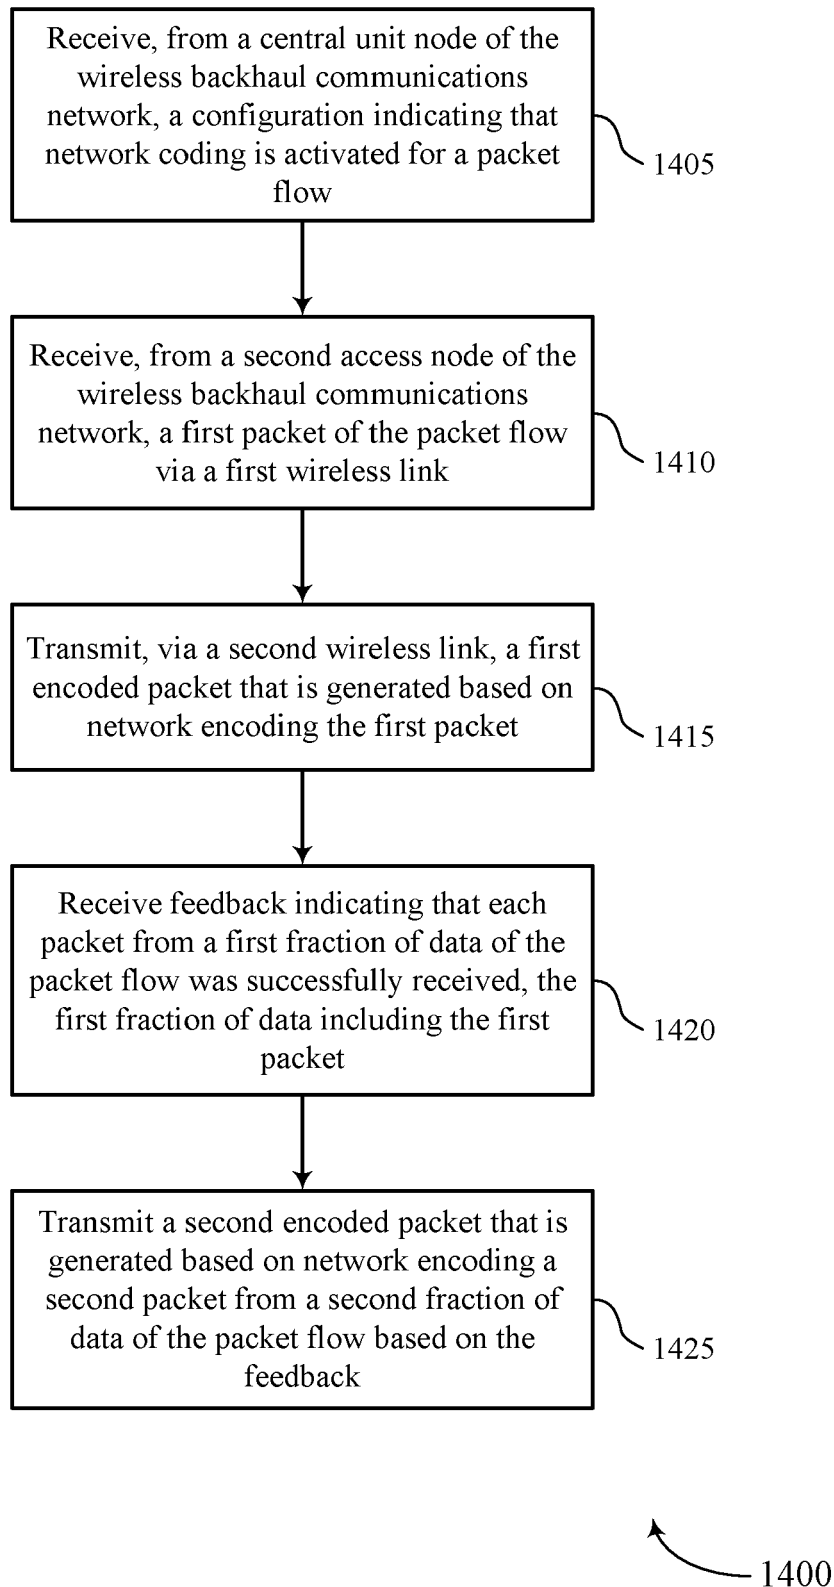 Receive, from a central unit node of the
wireless backhaul communications
network, a configuration indicating that
network coding is activated for a packet
flow
1405
Receive, from a second access node of the
wireless backhaul communications
network, a first packet of the packet flow
via a first wireless link
1410
Transmit, via a second wireless link, a first
encoded packet that is generated based on
network encoding the first packet
1415
Receive feedback indicating that each
packet from a first fraction of data of the
packet flow was successfully received, the
first fraction of data including the first
packet
1420
Transmit a second encoded packet that is
generated based on network encoding a
second packet from a second fraction of
data of the packet flow based on the
feedback
1425
1400